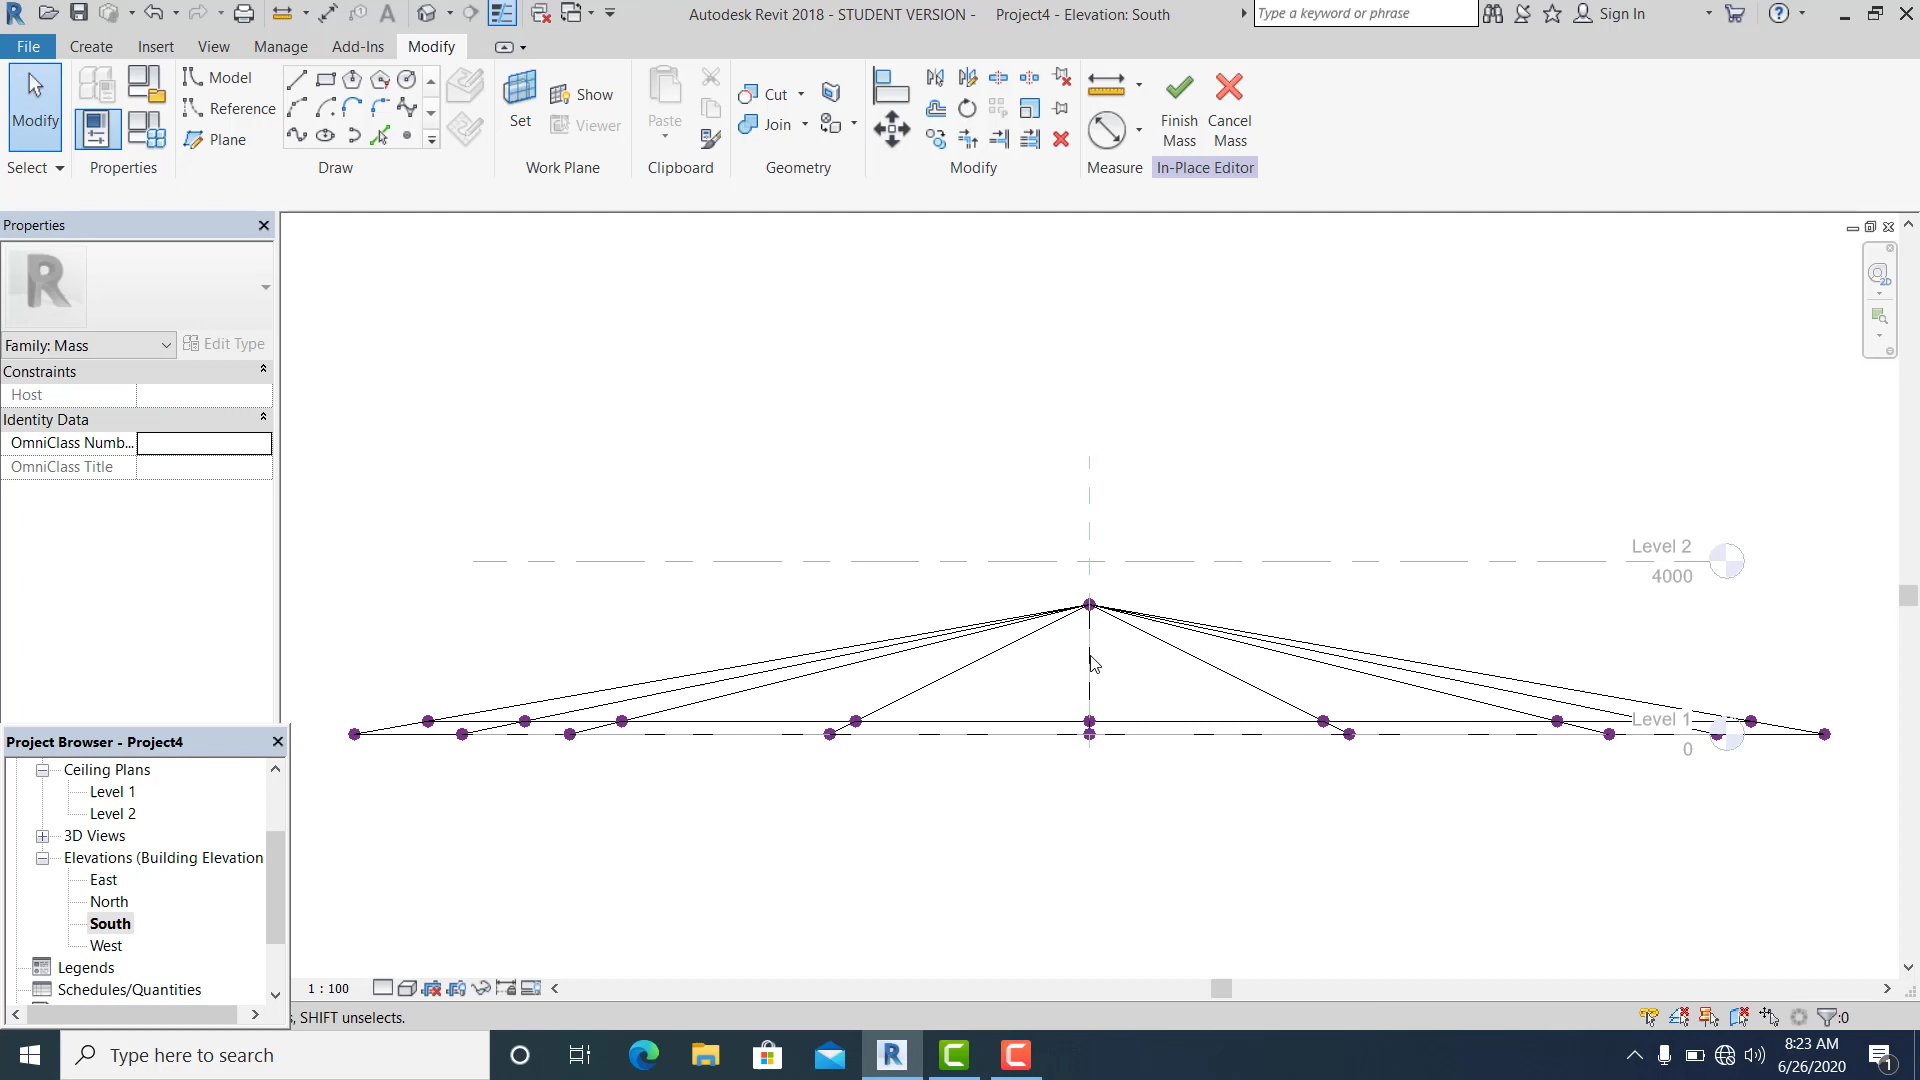 Autodesk Revit 2018 - STUDENT VERSION - Project4 - Elevation: South
Type a keyword or phrase
Sign In
File Create Insert View Manage Add-Ins Modify
Modify
Model
Reference
Plane
Set
Show
Viewer
Paste
Cut
Join
Finish Mass
Cancel Mass
Select Properties Draw Work Plane Clipboard Geometry Modify Measure In-Place Editor
Properties
R
Family: Mass
Edit Type
Constraints
Host
Identity Data
OmniClass Numb...
OmniClass Title
Level 2
4000
Level 1
0
Project Browser - Project4
Ceiling Plans
Level 1
Level 2
3D Views
Elevations (Building Elevation
East
North
South
West
Legends
Schedules/Quantities
1 : 100
, SHIFT unselects.
:0
Type here to search
8:23 AM
6/26/2020
1
2D